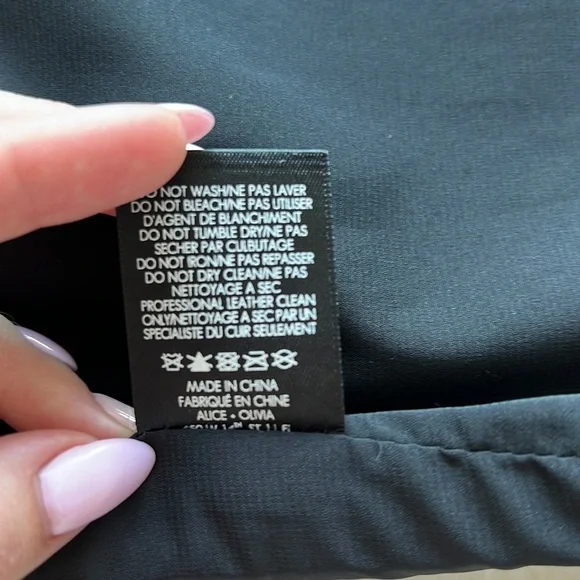 DO NOT WASH/NE PAS LAVER
DO NOT BLEACH/NE PAS UTILISER
D'AGENT DE BLANCHIMENT
DO NOT TUMBLE DRY/NE PAS
SECHER PAR CULBUTAGE
DO NOT IRON/NE PAS REPASSER
DO NOT DRY CLEAN/NE PAS
NETTOYAGE A SEC
PROFESSIONAL LEATHER CLEAN
ONLY/NETTOYAGE A SEC PAR UN
SPECIALISTE DU CUIR SEULEMENT
MADE IN CHINA
FABRIQUÉ EN CHINE
ALICE + OLIVIA